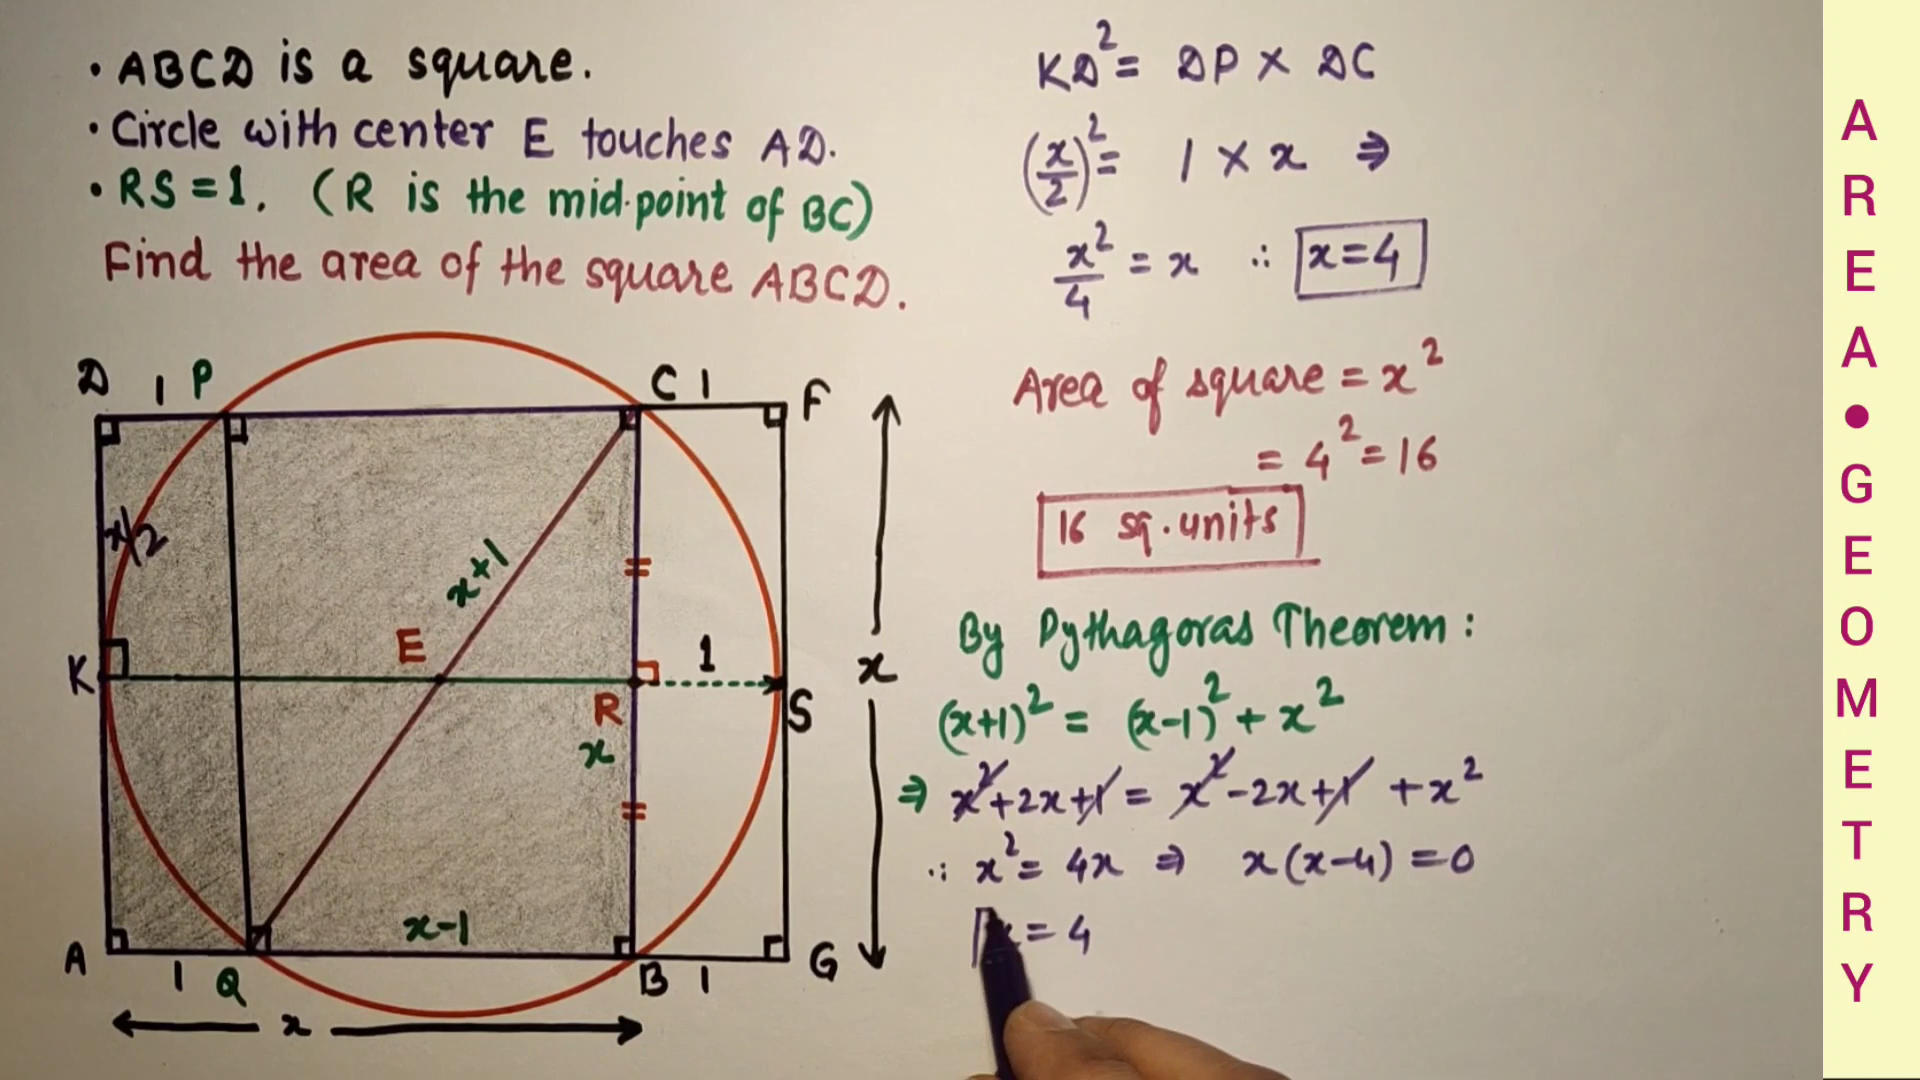 • ABCD is a square.
• Circle with center E touches AD.
• RS = 1. (R is the mid-point of BC)
Find the area of the square ABCD.
D 1 P C 1 F
x/2
x+1
E
K
1
R
S
x
x
x-1
A 1 Q B 1 G
x
KD² = DP × DC
(x/2)² = 1 × x ⇒
x²/4 = x ∴ x=4
Area of square = x²
= 4² = 16
16 sq.units
By Pythagoras Theorem :
(x+1)² = (x-1)² + x²
⇒ x²+2x+1 = x²-2x+1 + x²
∴ x² = 4x ⇒ x(x-4) = 0
x = 4
AREA • GEOMETRY